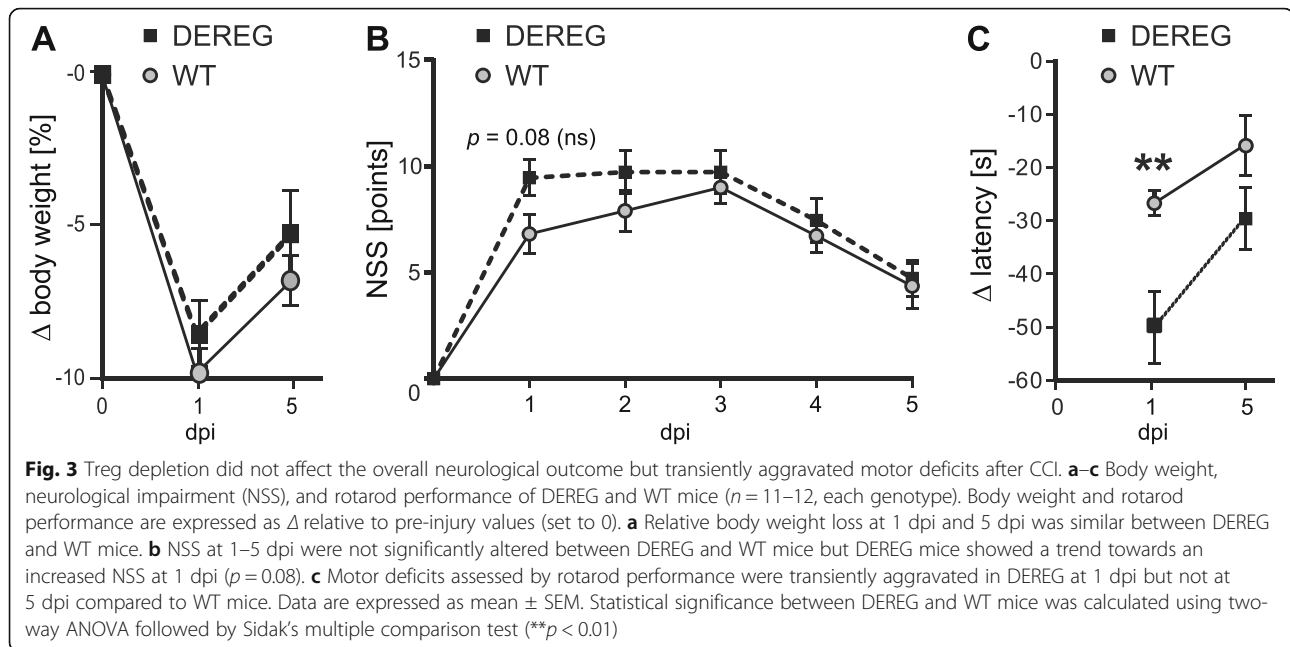 A
DEREG
WT
-0
-5
-10
0
1
5
dpi
Δ body weight [%]
B
DEREG
WT
15
10
5
0
p = 0.08 (ns)
1
2
3
4
5
dpi
NSS [points]
C
DEREG
WT
0
-10
-20
-30
-40
-50
-60
**
0
1
5
dpi
Δ latency [s]
Fig. 3 Treg depletion did not affect the overall neurological outcome but transiently aggravated motor deficits after CCI. a–c Body weight,
neurological impairment (NSS), and rotarod performance of DEREG and WT mice (n = 11–12, each genotype). Body weight and rotarod
performance are expressed as Δ relative to pre-injury values (set to 0). a Relative body weight loss at 1 dpi and 5 dpi was similar between DEREG
and WT mice. b NSS at 1–5 dpi were not significantly altered between DEREG and WT mice but DEREG mice showed a trend towards an
increased NSS at 1 dpi (p = 0.08). c Motor deficits assessed by rotarod performance were transiently aggravated in DEREG at 1 dpi but not at
5 dpi compared to WT mice. Data are expressed as mean ± SEM. Statistical significance between DEREG and WT mice was calculated using two-
way ANOVA followed by Sidak's multiple comparison test (**p < 0.01)